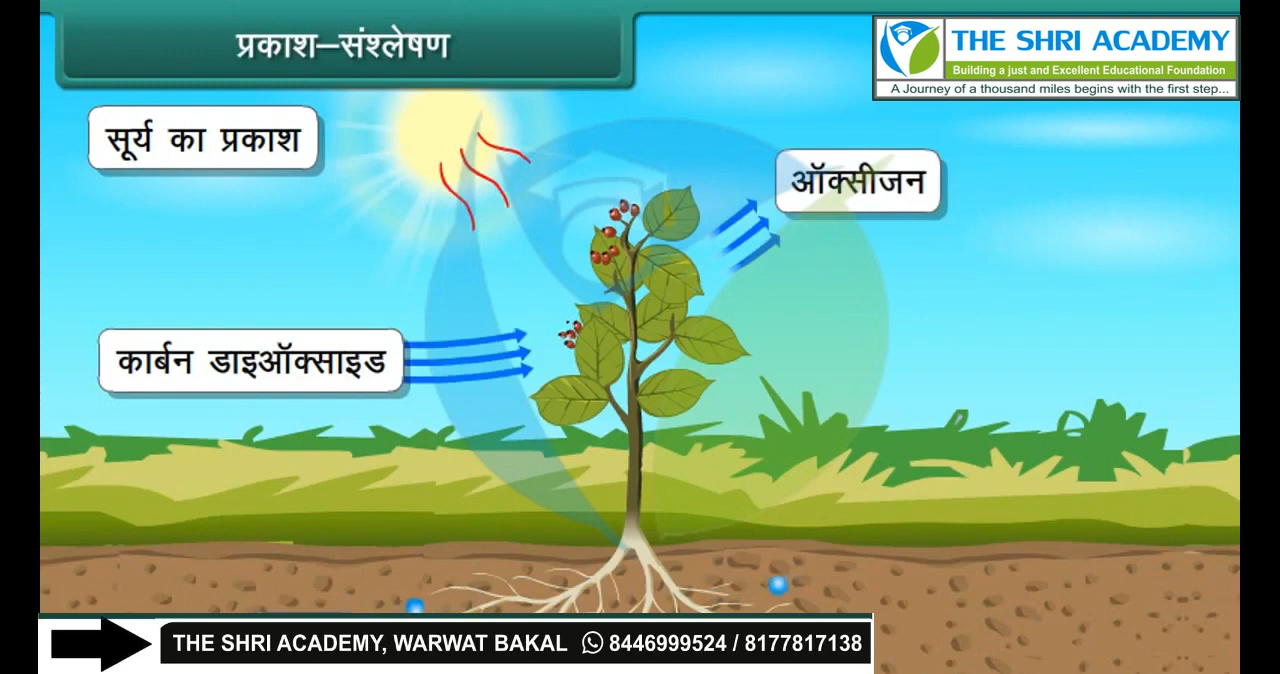 प्रकाश–संश्लेषण
THE SHRI ACADEMY
Building a just and Excellent Educational Foundation
A Journey of a thousand miles begins with the first step...
सूर्य का प्रकाश
ऑक्सीजन
कार्बन डाइऑक्साइड
THE SHRI ACADEMY, WARWAT BAKAL 8446999524 / 8177817138